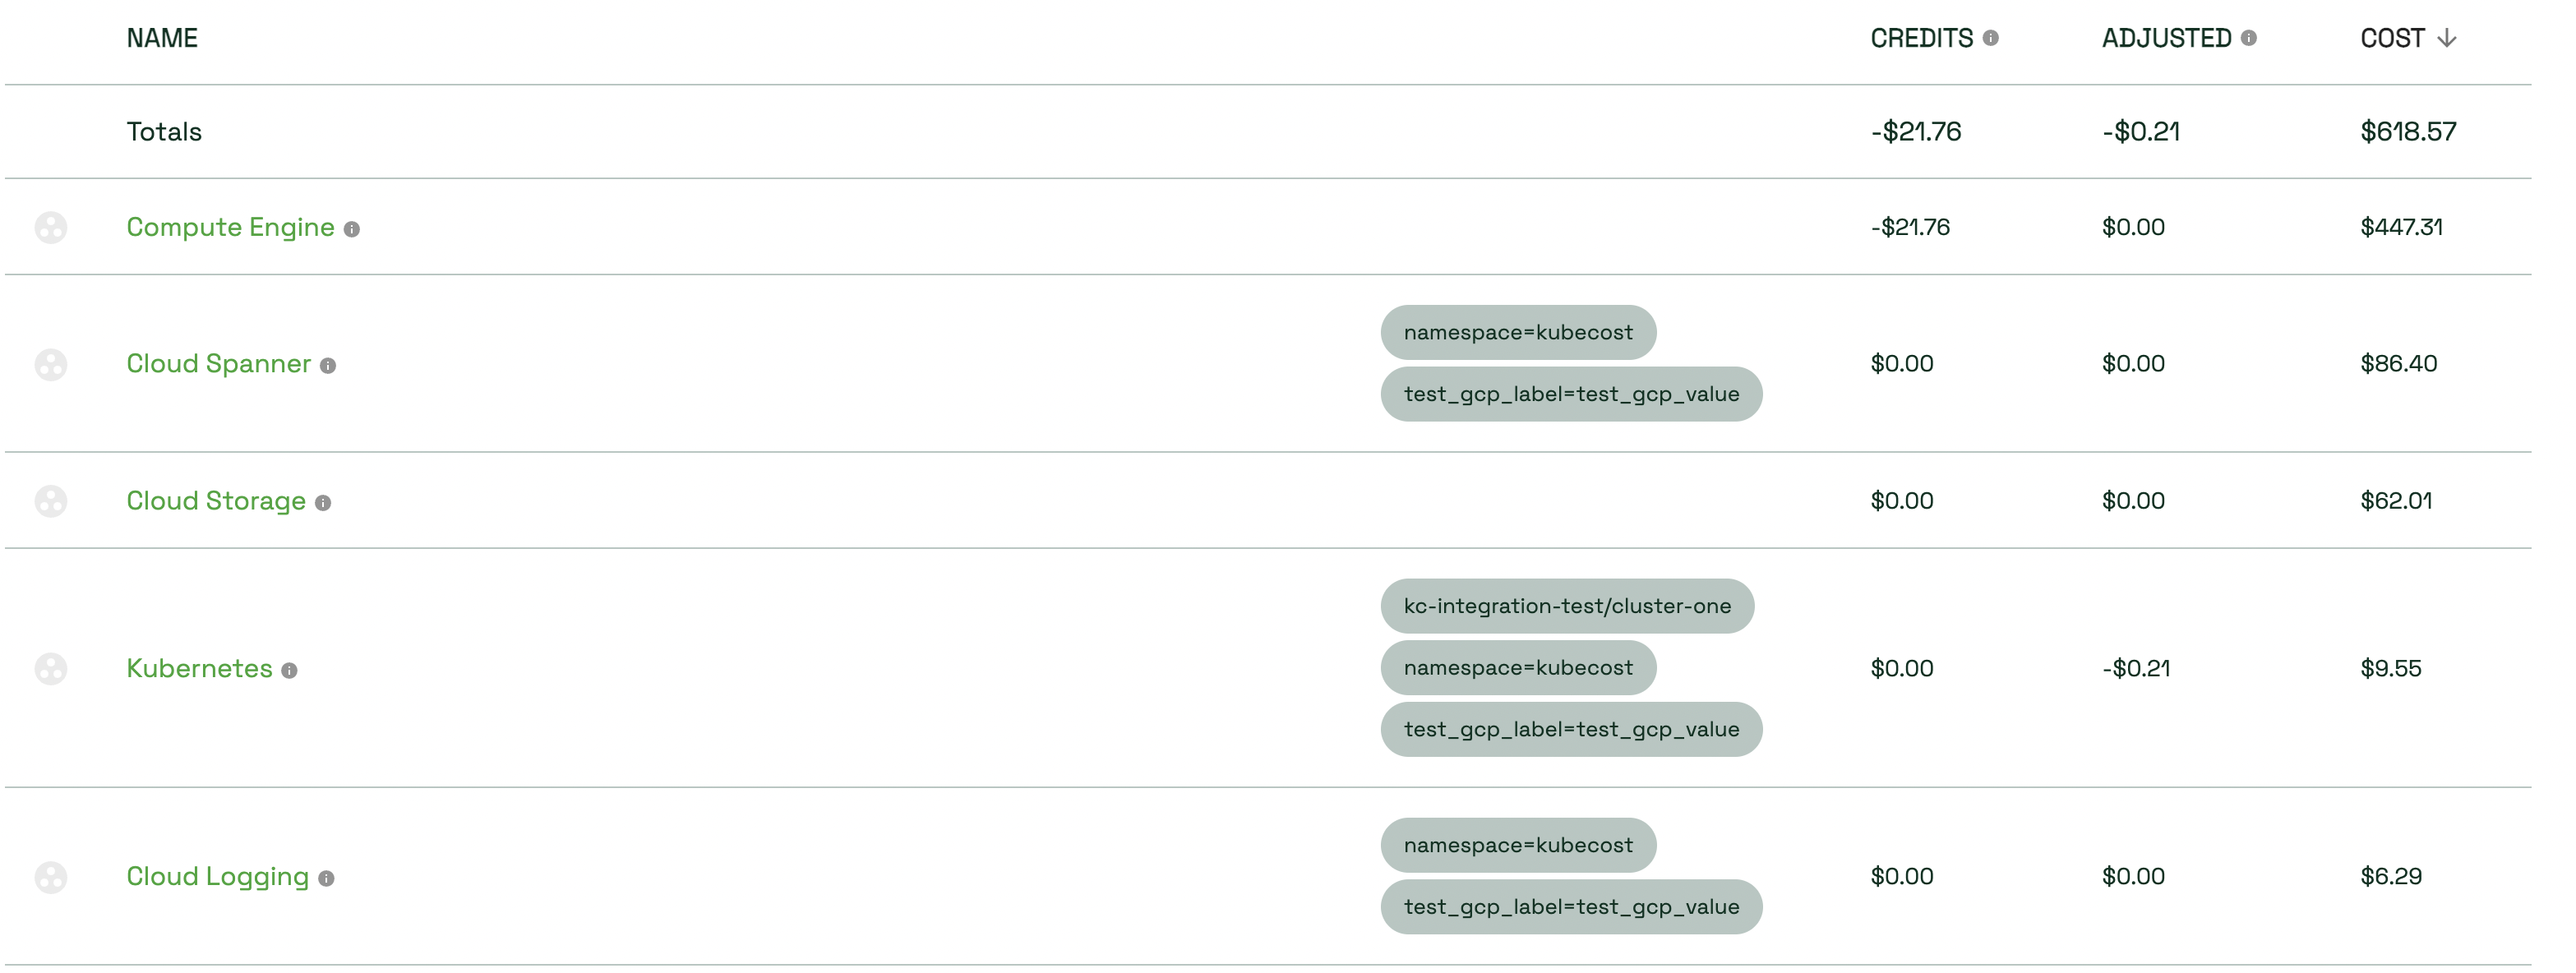 NAME CREDITS ADJUSTED COST
Totals -$21.76 -$0.21 $618.57
Compute Engine -$21.76 $0.00 $447.31
namespace=kubecost
Cloud Spanner $0.00 $0.00 $86.40
test_gcp_label=test_gcp_value
Cloud Storage $0.00 $0.00 $62.01
kc-integration-test/cluster-one
Kubernetes namespace=kubecost $0.00 -$0.21 $9.55
test_gcp_label=test_gcp_value
namespace=kubecost
Cloud Logging $0.00 $0.00 $6.29
test_gcp_label=test_gcp_value